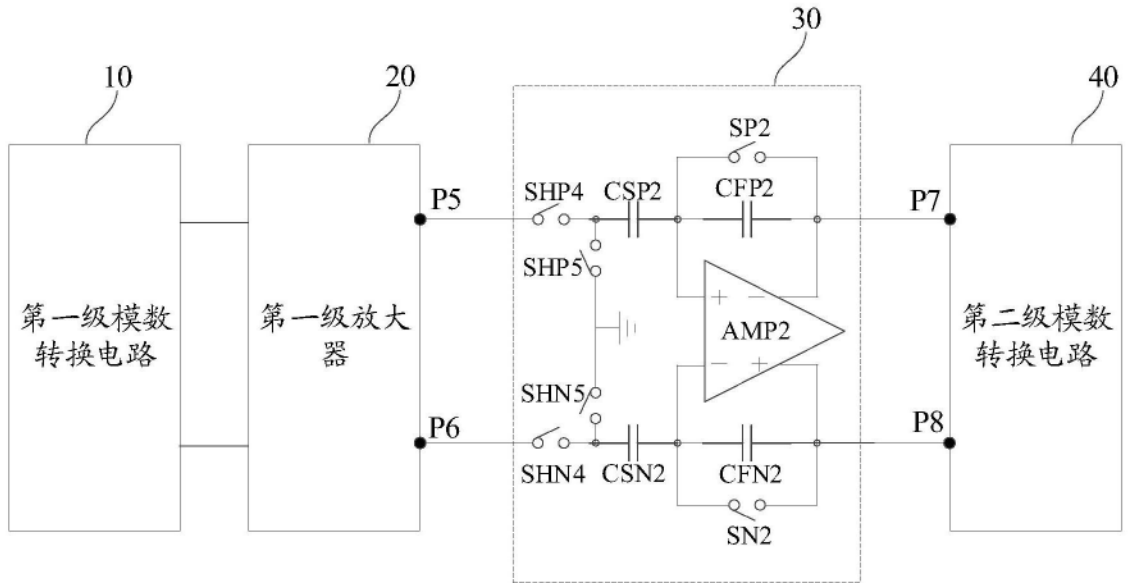 30
10
20
40
SP2
P5
SHP4
CSP2
CFP2
P7
SHP5
+ −
第一级模数
转换电路
第一级放大
器
AMP2
第二级模数
转换电路
− +
SHN5
P6
P8
SHN4
CSN2
CFN2
SN2